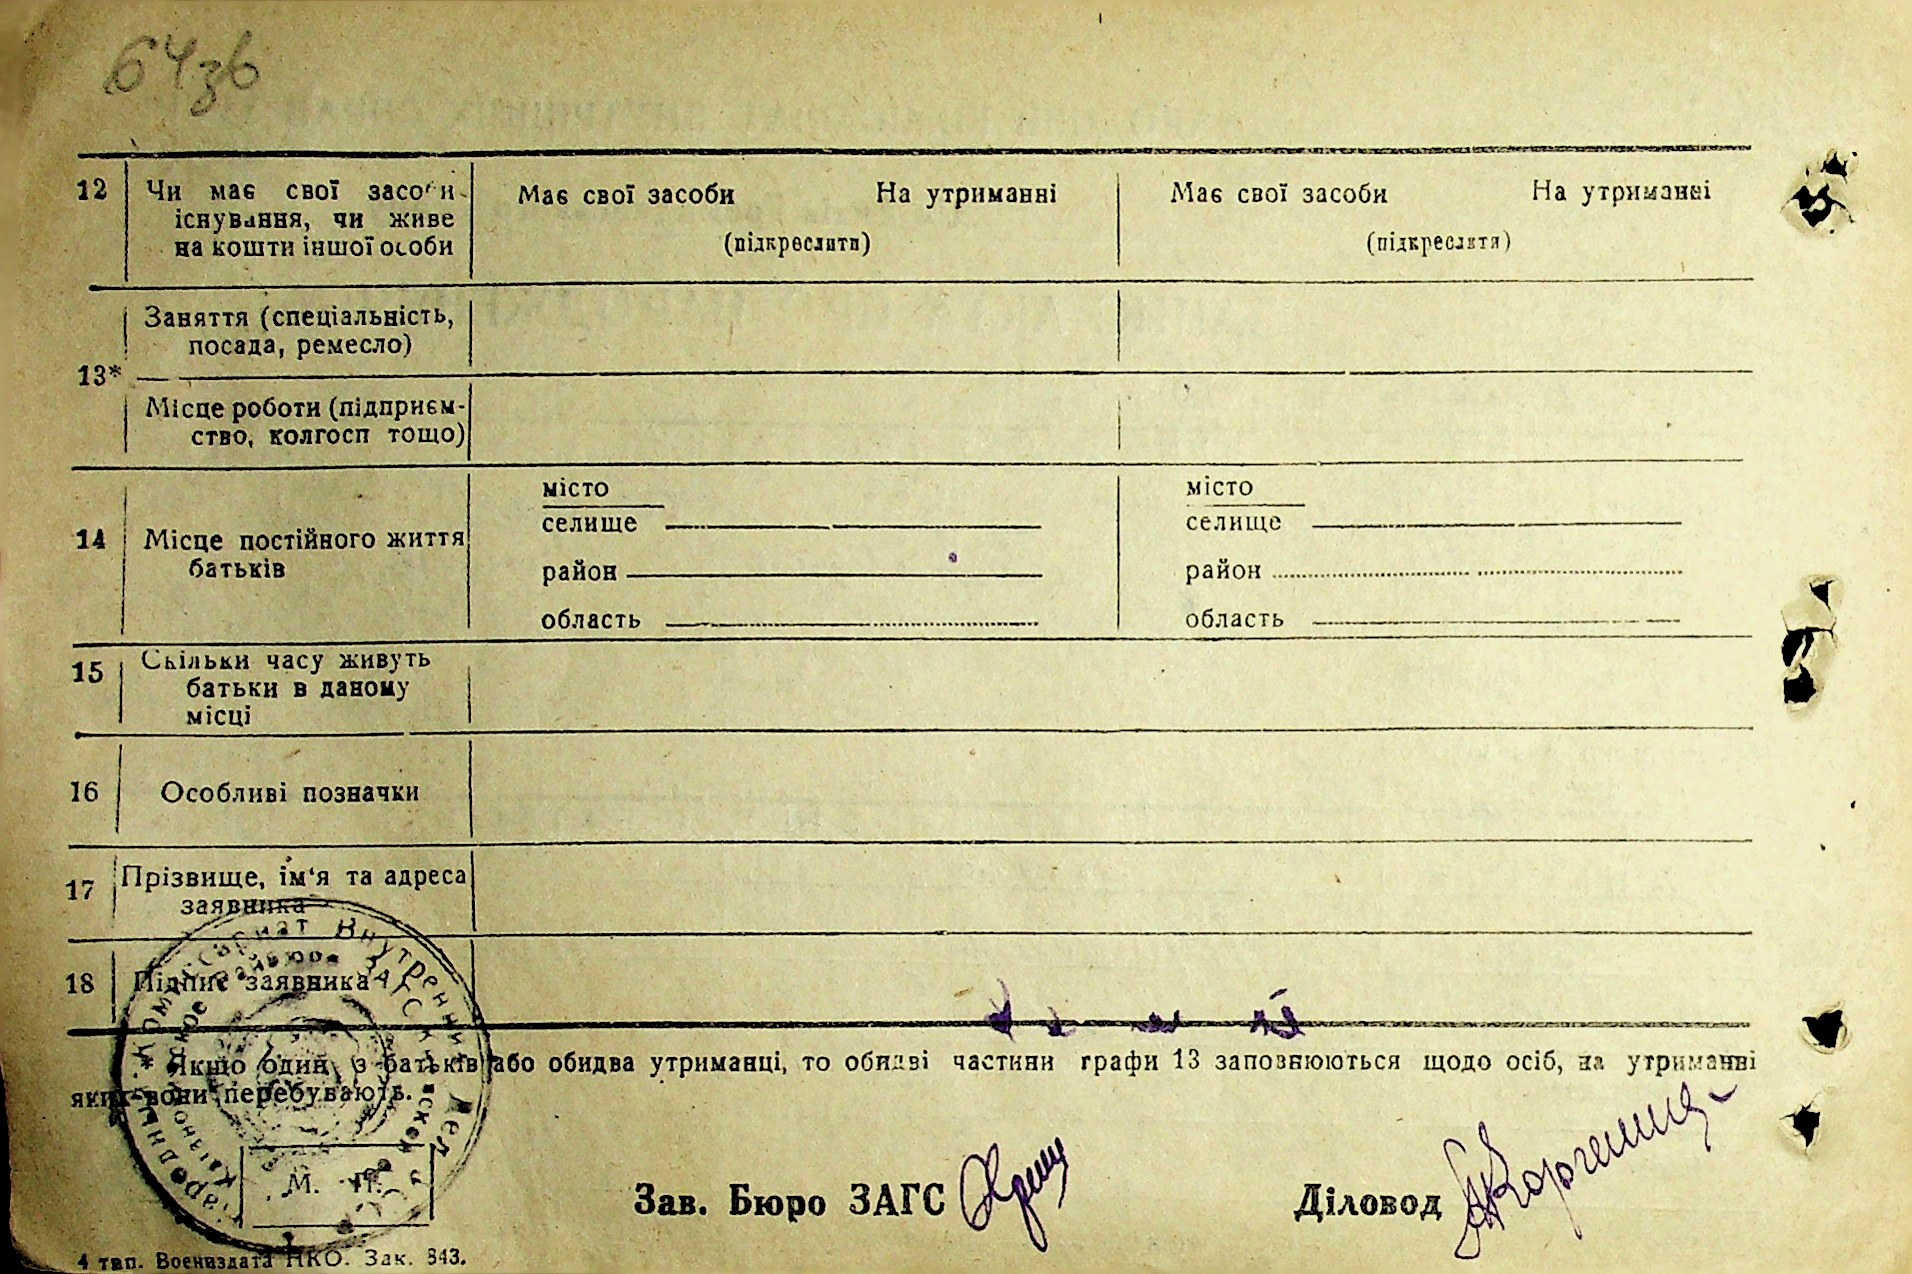 64зв
12 Чи має свої засоби Має свої засоби На утриманні Має свої засоби На утриманні
існування, чи живе
на кошти іншої особи (підкреслити) (підкреслити)
Заняття (спеціальність,
посада, ремесло)
13*
Місце роботи (підприєм-
ство, колгосп тощо)
місто місто
селище селище
14 Місце постійного життя
батьків район район
область область
15 Скільки часу живуть
батьки в даному
місці
16 Особливі позначки
17 Прізвище, ім‘я та адреса
заявника
18 Підпис заявника
* Якщо один з батьків або обидва утриманці, то обидві частини графи 13 заповнюються щодо осіб, на утриманні
яких вони перебувають.
Народный Комиссариат Внутренних Дел
М. П.
Зав. Бюро ЗАГС Діловод
4 тип. Воениздата НКО. Зак. 843.